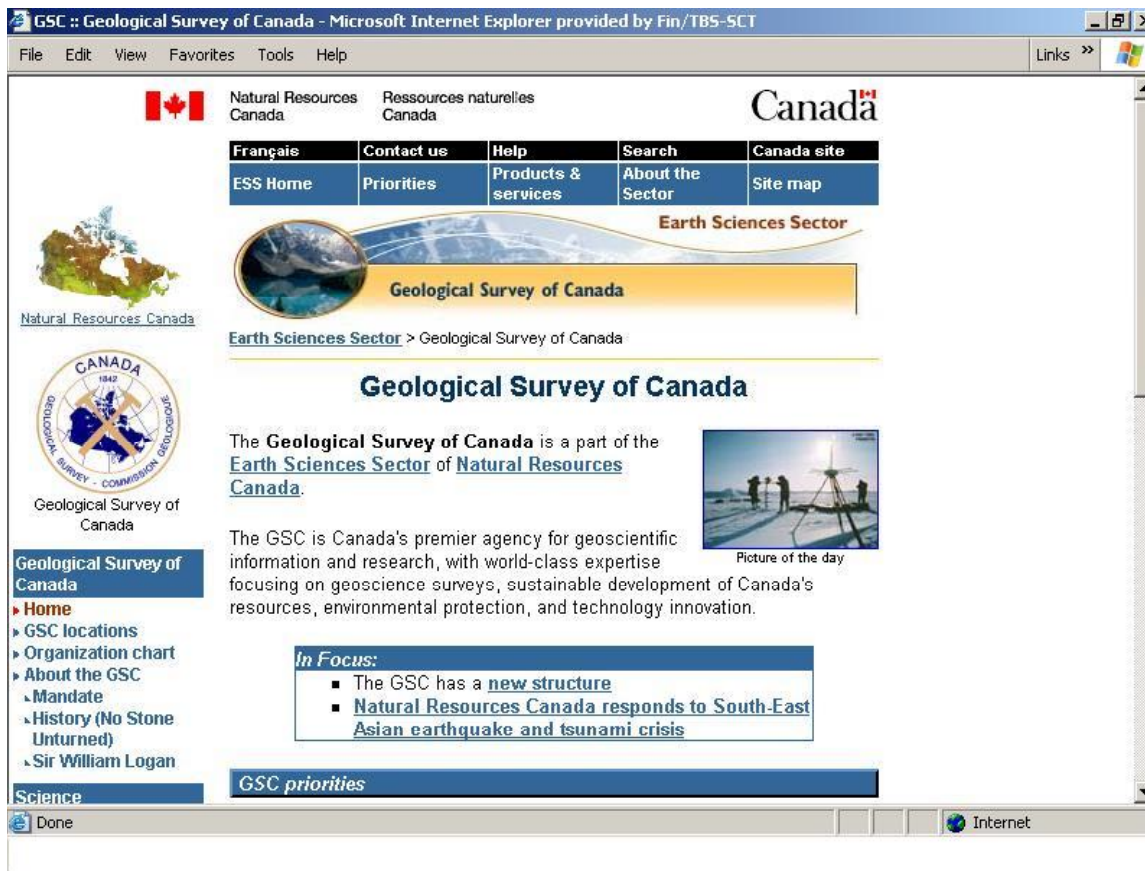 GSC :: Geological Survey of Canada - Microsoft Internet Explorer provided by Fin/TBS-SCT
File Edit View Favorites Tools Help Links »
Natural Resources Canada
Ressources naturelles Canada
Canada
Français Contact us Help Search Canada site
ESS Home Priorities Products & services About the Sector Site map
Earth Sciences Sector
Geological Survey of Canada
Natural Resources Canada
CANADA
1842
GEOLOGICAL SURVEY - COMMISSION GÉOLOGIQUE
Geological Survey of
Canada
Geological Survey of
Canada
Home
GSC locations
Organization chart
About the GSC
Mandate
History (No Stone
Unturned)
Sir William Logan
Science
Earth Sciences Sector > Geological Survey of Canada
Geological Survey of Canada
The Geological Survey of Canada is a part of the
Earth Sciences Sector of Natural Resources
Canada.
Picture of the day
The GSC is Canada's premier agency for geoscientific
information and research, with world-class expertise
focusing on geoscience surveys, sustainable development of Canada's
resources, environmental protection, and technology innovation.
In Focus:
The GSC has a new structure
Natural Resources Canada responds to South-East
Asian earthquake and tsunami crisis
GSC priorities
Done Internet